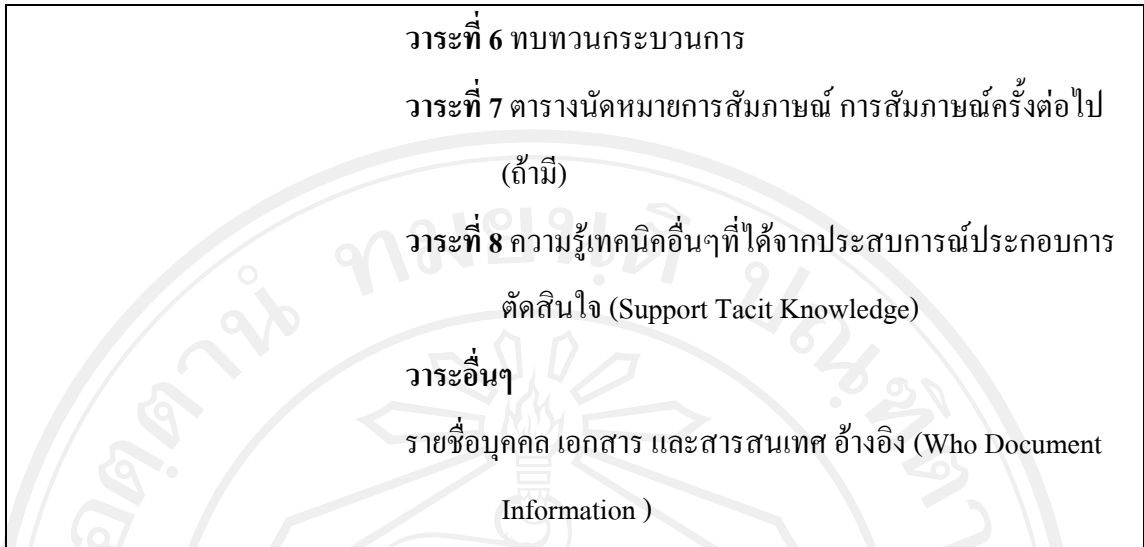 วาระที่ 6 ทบทวนกระบวนการ
วาระที่ 7 ตารางนัดหมายการสัมภาษณ์ การสัมภาษณ์ครั้งต่อไป
(ถ้ามี)
วาระที่ 8 ความรู้เทคนิคอื่นๆที่ได้จากประสบการณ์ประกอบการ
ตัดสินใจ (Support Tacit Knowledge)
วาระอื่นๆ
รายชื่อบุคคล เอกสาร และสารสนเทศ อ้างอิง (Who Document
Information )